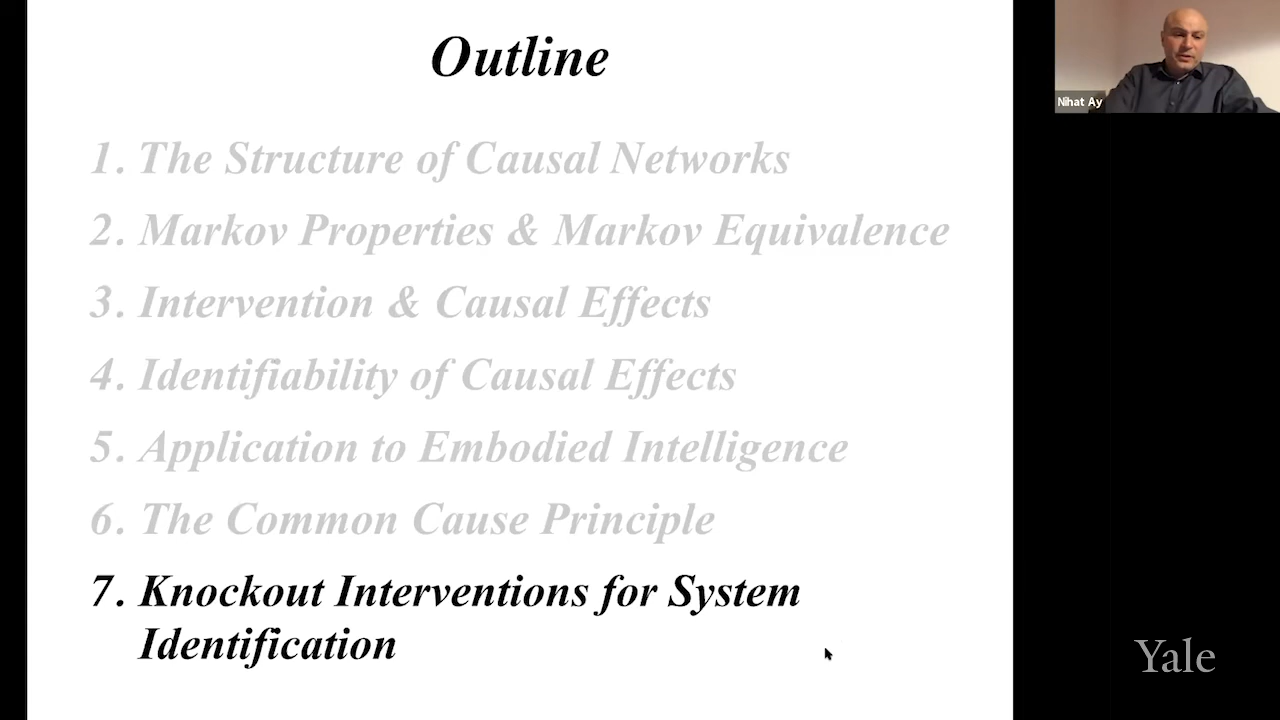 Outline
1. The Structure of Causal Networks
2. Markov Properties & Markov Equivalence
3. Intervention & Causal Effects
4. Identifiability of Causal Effects
5. Application to Embodied Intelligence
6. The Common Cause Principle
7. Knockout Interventions for System
Identification
Nihat Ay
Yale